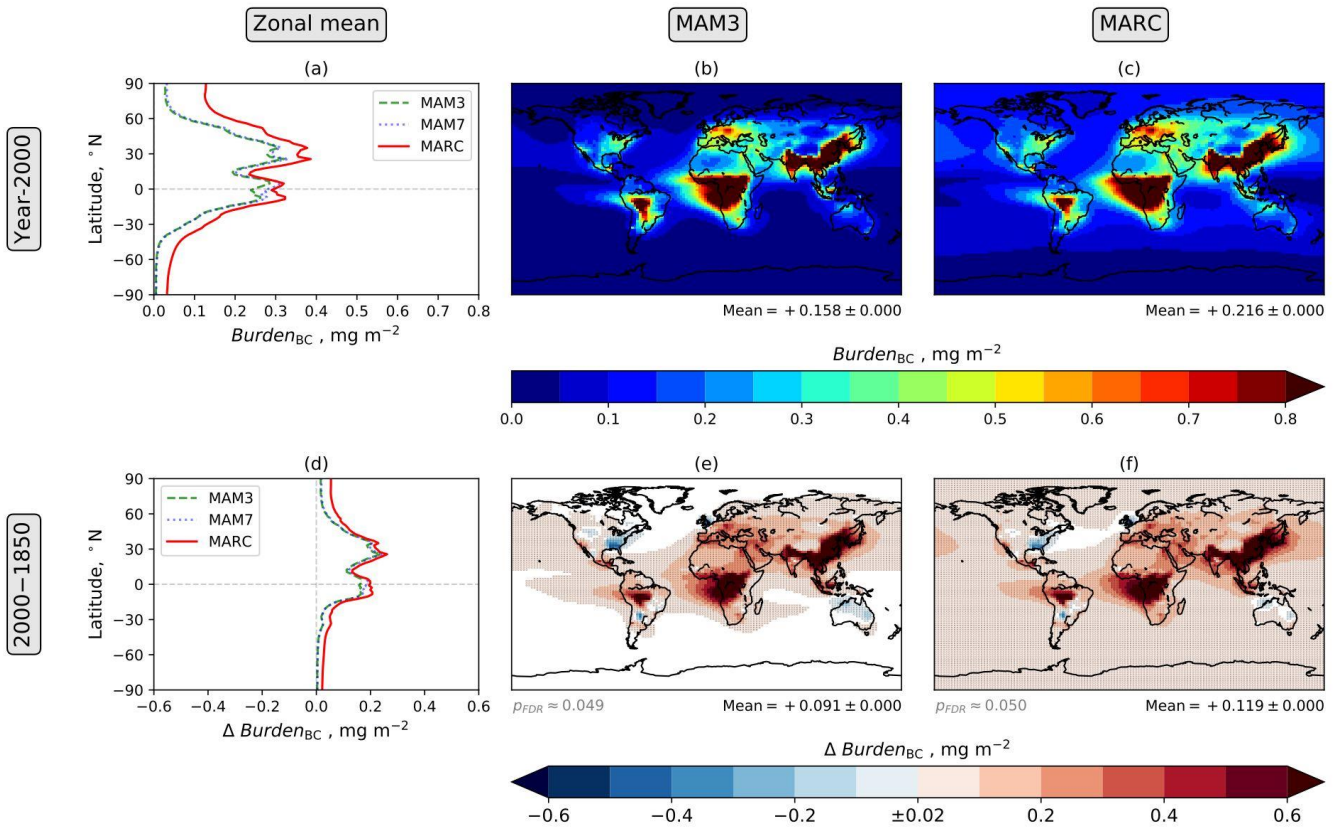 Zonal mean
MAM3
MARC
Year-2000
(a)
(b)
(c)
90
60
30
0
−30
−60
−90
Latitude, °N
MAM3
MAM7
MARC
0.0 0.1 0.2 0.3 0.4 0.5 0.6 0.7 0.8
Burden_BC , mg m⁻²
Mean = +0.158±0.000
Mean = +0.216±0.000
Burden_BC , mg m⁻²
0.0 0.1 0.2 0.3 0.4 0.5 0.6 0.7 0.8
2000−1850
(d)
(e)
(f)
90
60
30
0
−30
−60
−90
Latitude, °N
MAM3
MAM7
MARC
−0.6 −0.4 −0.2 0.0 0.2 0.4 0.6
Δ Burden_BC , mg m⁻²
p_FDR ≈ 0.049
Mean = +0.091±0.000
p_FDR ≈ 0.050
Mean = +0.119±0.000
Δ Burden_BC , mg m⁻²
−0.6 −0.4 −0.2 ±0.02 0.2 0.4 0.6